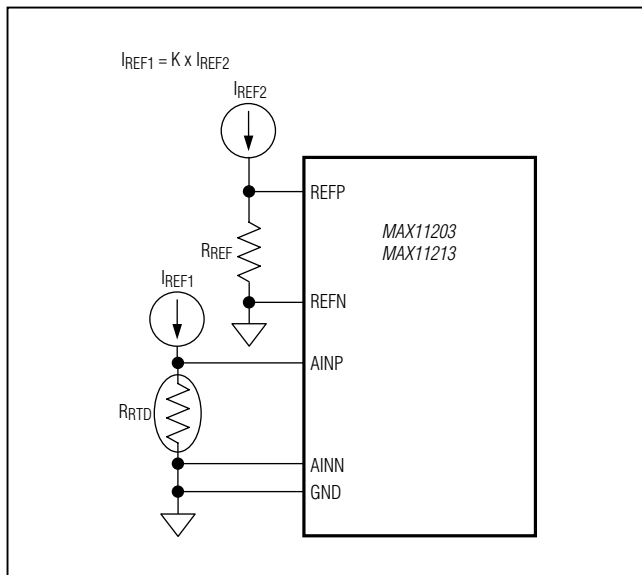 IREF1 = K x IREF2
IREF2
REFP
MAX11203
MAX11213
RREF
REFN
IREF1
AINP
RRTD
AINN
GND